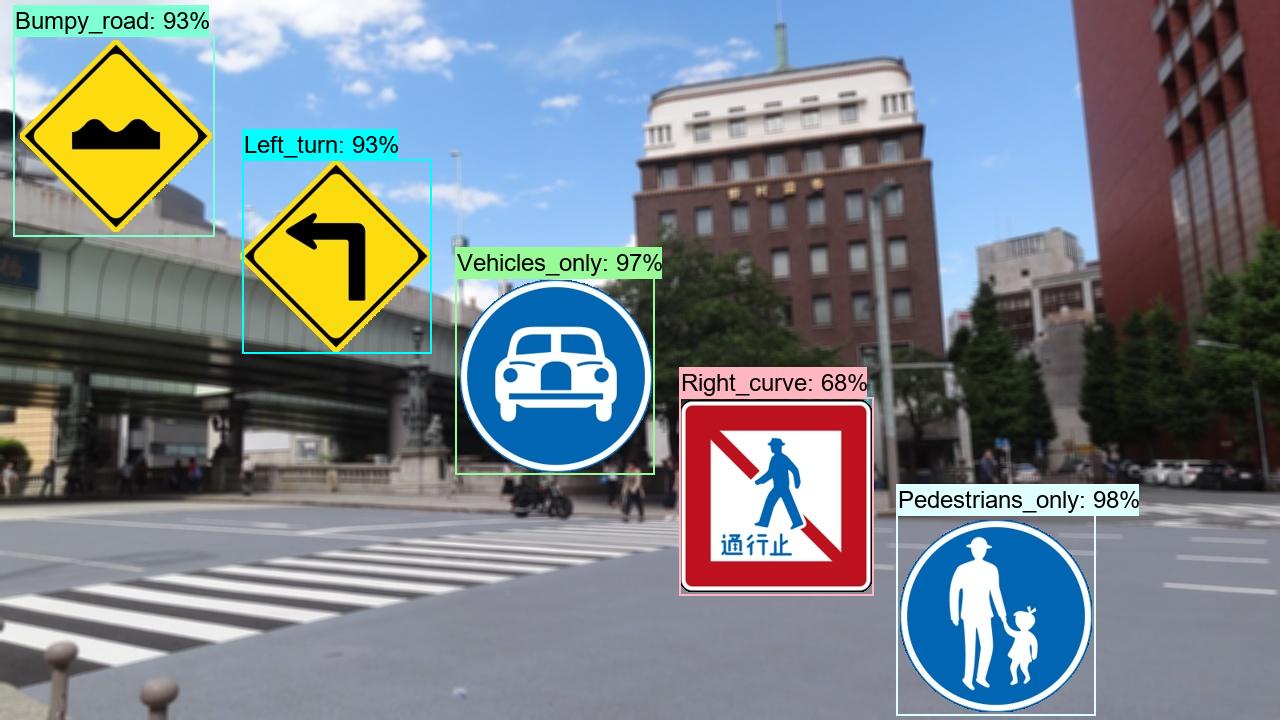 Bumpy_road: 93%
Left_turn: 93%
Vehicles_only: 97%
Right_curve: 68%
通行止
Pedestrians_only: 98%